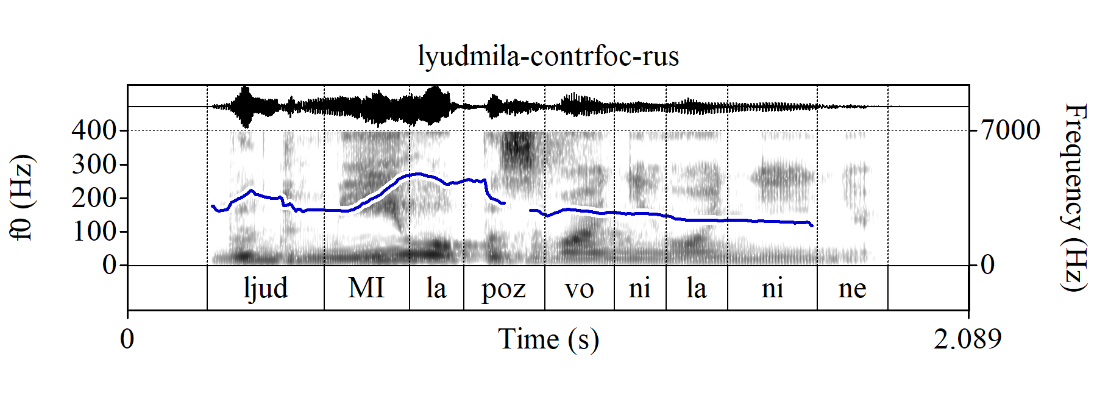 lyudmila-contrfoc-rus
400
300
200
100
0
f0 (Hz)
7000
0
Frequency (Hz)
ljud MI la poz vo ni la ni ne
0 Time (s) 2.089